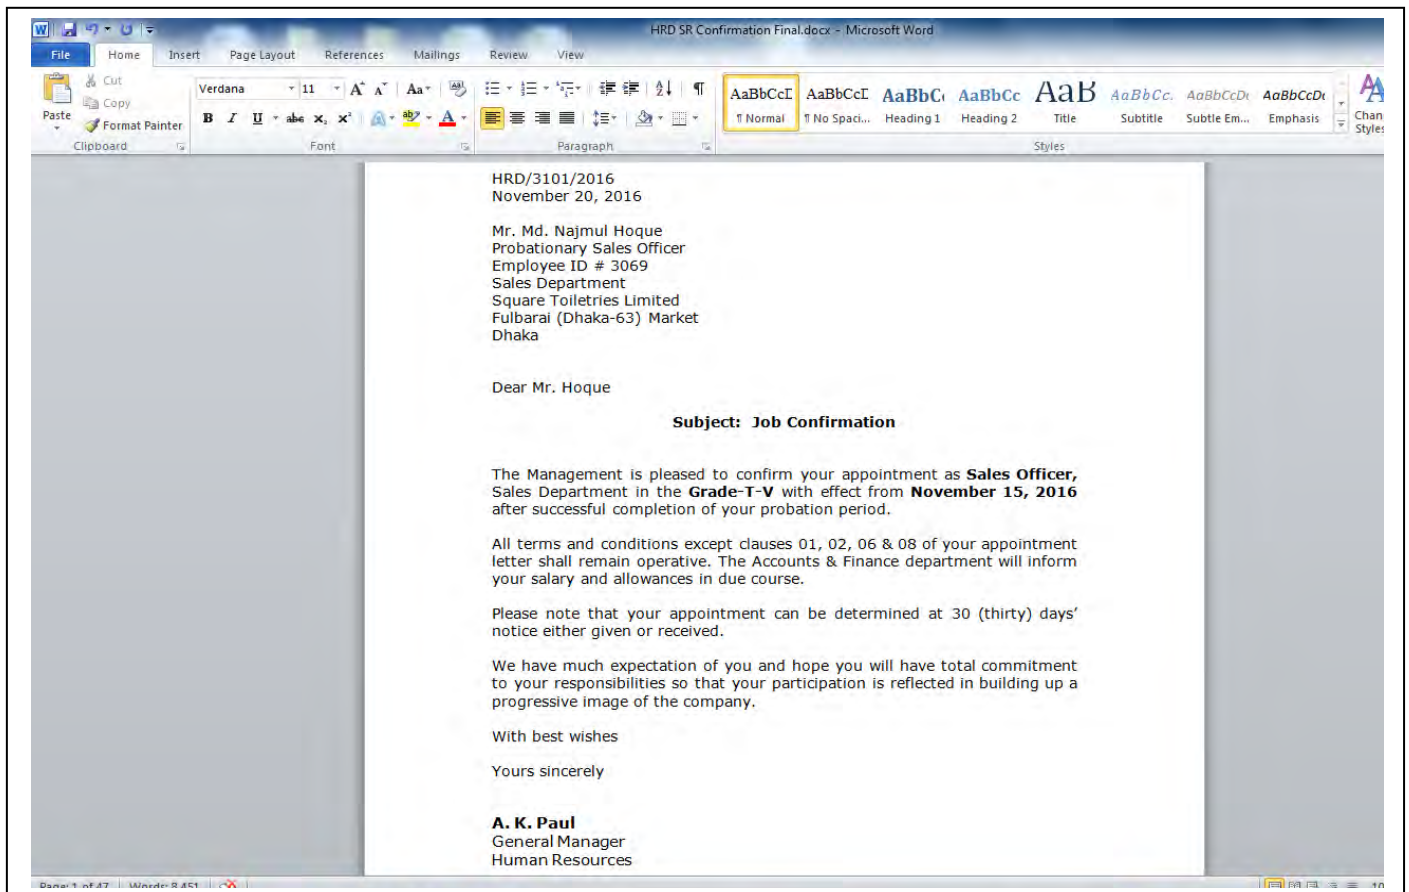 HRD SR Confirmation Final.docx - Microsoft Word
File Home Insert Page Layout References Mailings Review View
Cut
Copy
Paste
Format Painter
Clipboard
Verdana 11
Font
Paragraph
AaBbCcI AaBbCcI AaBbC AaBbCc AaB AaBbCc. AaBbCcDt AaBbCcDt
¶ Normal ¶ No Spaci... Heading 1 Heading 2 Title Subtitle Subtle Em... Emphasis
Chan
Styles
Styles
HRD/3101/2016
November 20, 2016
Mr. Md. Najmul Hoque
Probationary Sales Officer
Employee ID # 3069
Sales Department
Square Toiletries Limited
Fulbarai (Dhaka-63) Market
Dhaka
Dear Mr. Hoque
Subject: Job Confirmation
The Management is pleased to confirm your appointment as Sales Officer,
Sales Department in the Grade-T-V with effect from November 15, 2016
after successful completion of your probation period.
All terms and conditions except clauses 01, 02, 06 & 08 of your appointment
letter shall remain operative. The Accounts & Finance department will inform
your salary and allowances in due course.
Please note that your appointment can be determined at 30 (thirty) days'
notice either given or received.
We have much expectation of you and hope you will have total commitment
to your responsibilities so that your participation is reflected in building up a
progressive image of the company.
With best wishes
Yours sincerely
A. K. Paul
General Manager
Human Resources
Page: 1 of 47 Words: 8,451